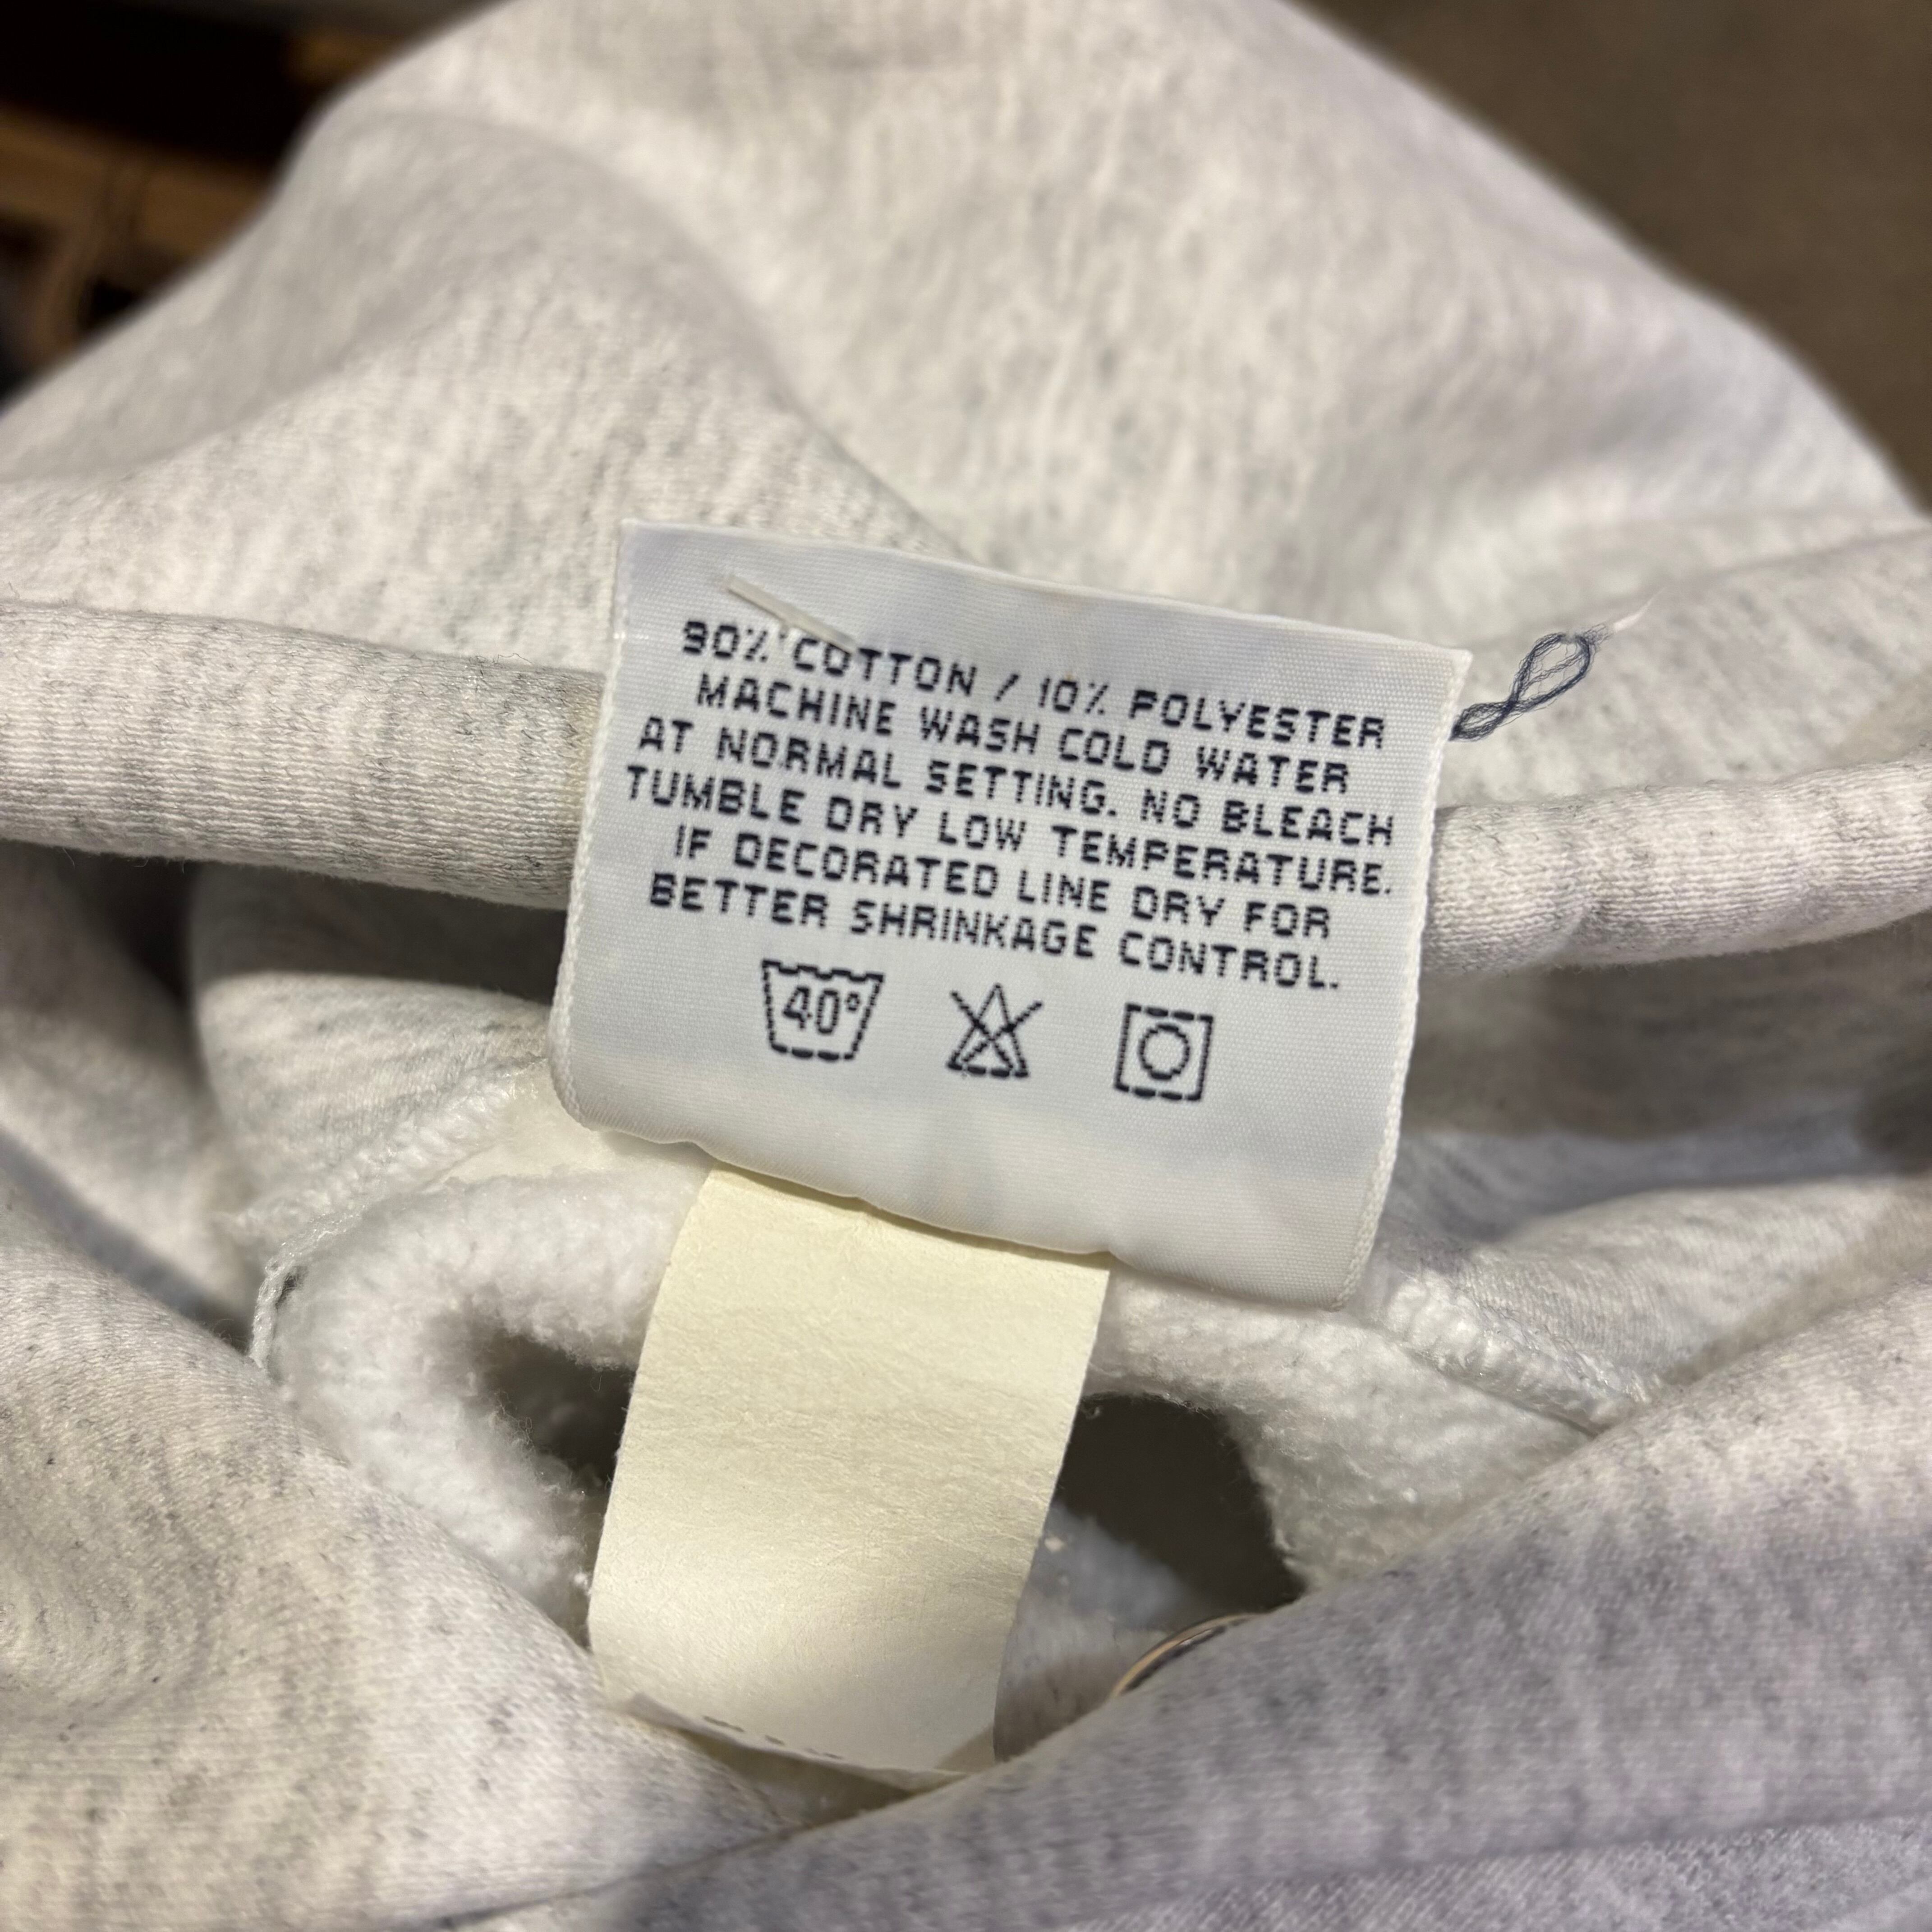 90% COTTON / 10% POLYESTER
MACHINE WASH COLD WATER
AT NORMAL SETTING. NO BLEACH
TUMBLE DRY LOW TEMPERATURE.
IF DECORATED LINE DRY FOR
BETTER SHRINKAGE CONTROL.
40°